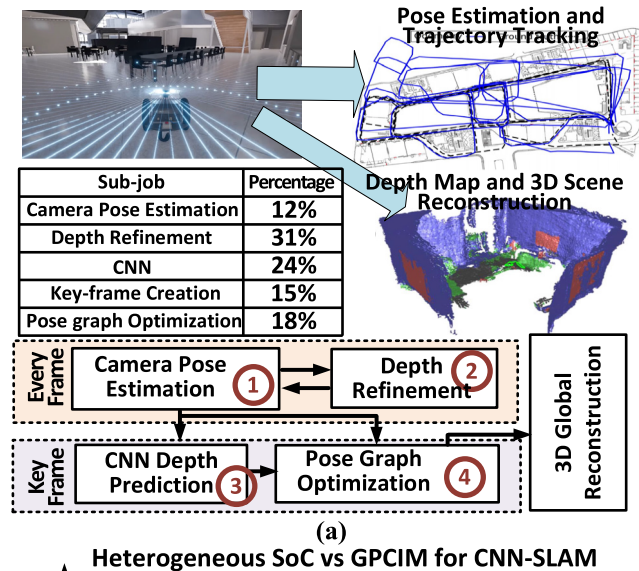 Pose Estimation and
Trajectory Tracking
Sub-job Percentage
Camera Pose Estimation 12%
Depth Refinement 31%
CNN 24%
Key-frame Creation 15%
Pose graph Optimization 18%
Depth Map and 3D Scene
Reconstruction
Every
Frame
Camera Pose
Estimation 1
Depth
Refinement 2
Key
Frame
CNN Depth
Prediction 3
Pose Graph
Optimization 4
3D Global
Reconstruction
(a)
Heterogeneous SoC vs GPCIM for CNN-SLAM